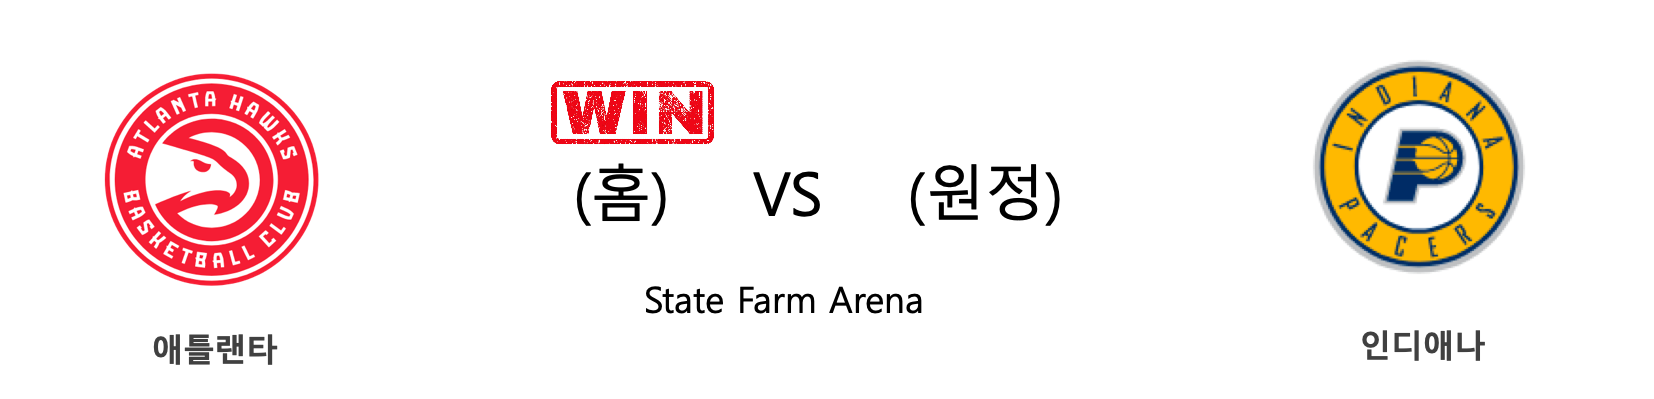 ATLANTA HAWKS
BASKETBALL CLUB
WIN
(홈) VS (원정)
State Farm Arena
INDIANA
PACERS
P
애틀랜타
인디애나